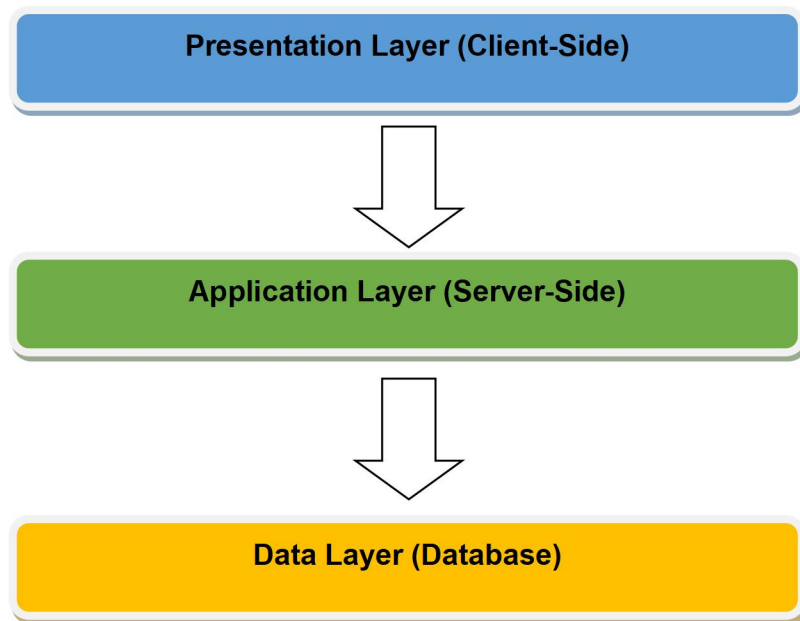 Presentation Layer (Client-Side)
Application Layer (Server-Side)
Data Layer (Database)